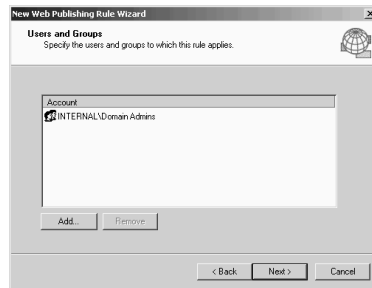 New Web Publishing Rule Wizard
Users and Groups
Specify the users and groups to which this rule applies.
Account
INTERNAL\Domain Admins
Add...
Remove
< Back
Next >
Cancel